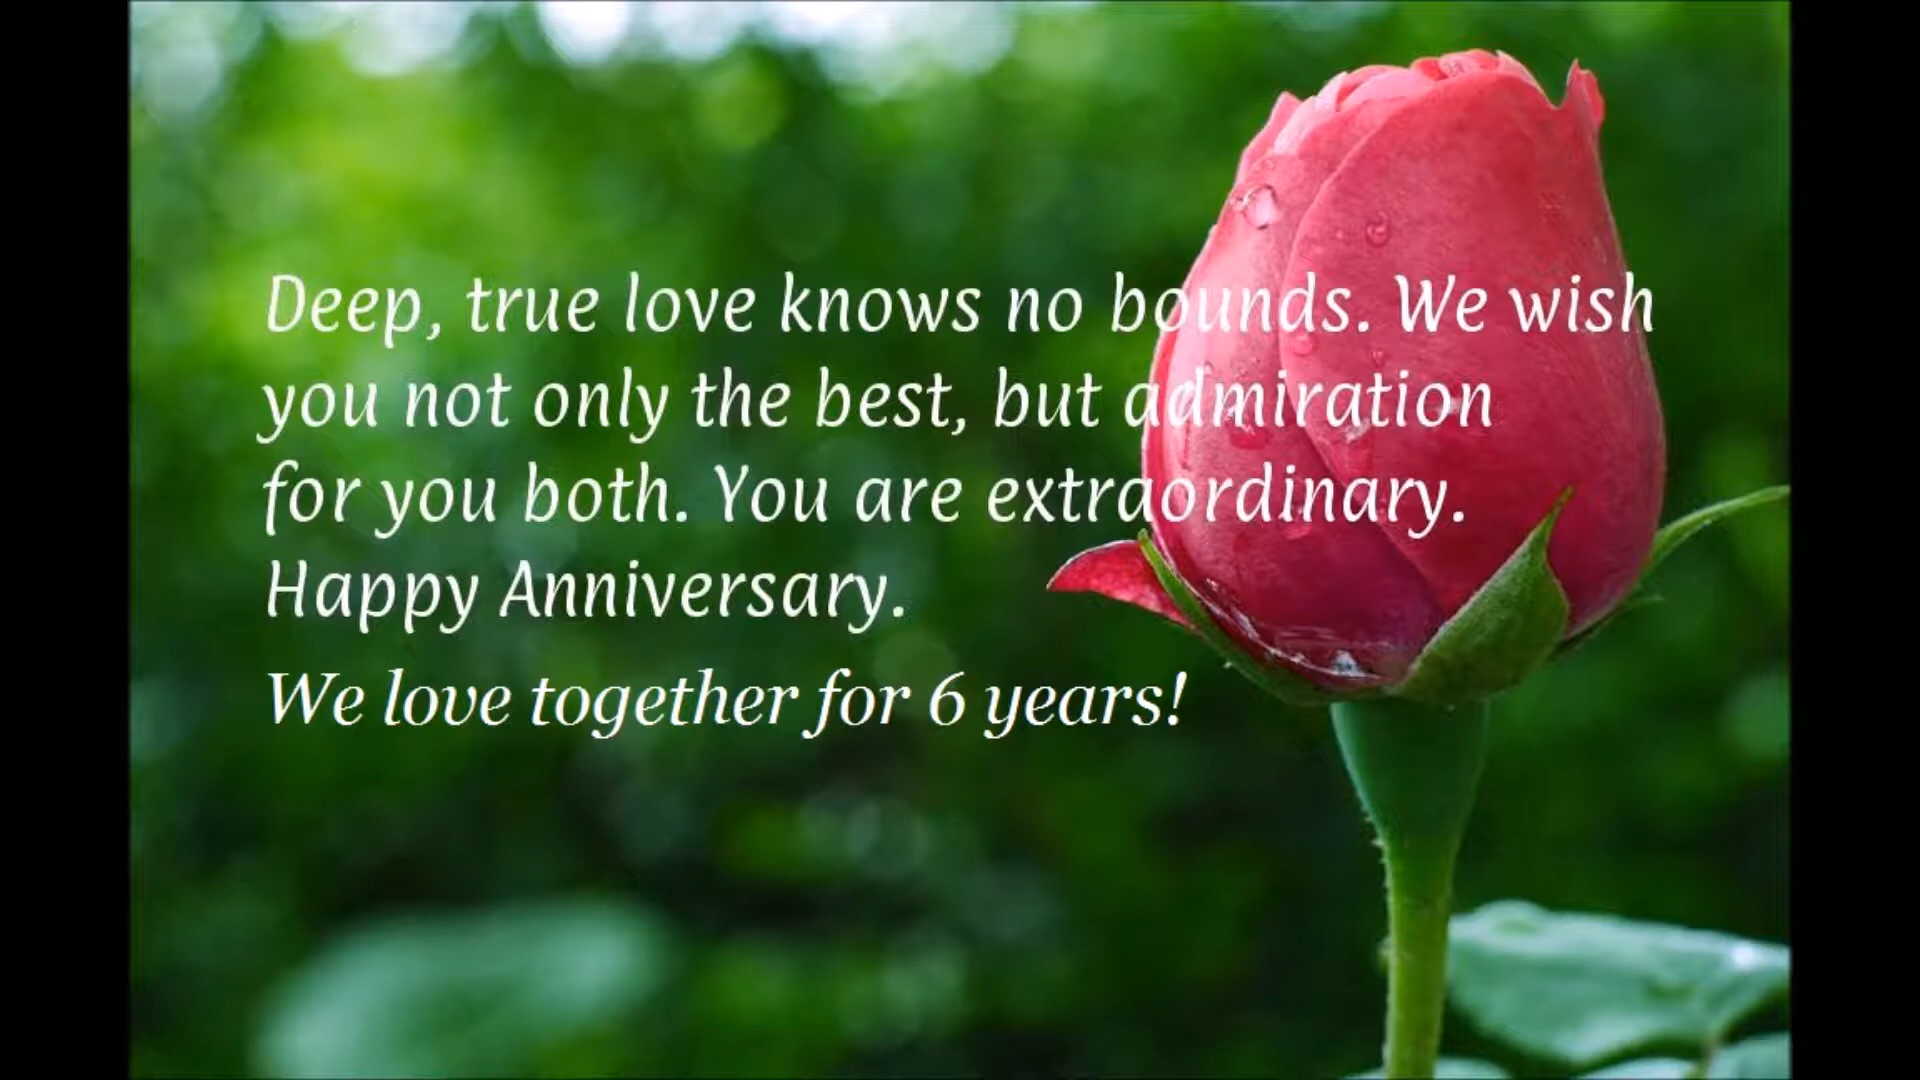 Deep, true love knows no bounds. We wish
you not only the best, but admiration
for you both. You are extraordinary.
Happy Anniversary.
We love together for 6 years!